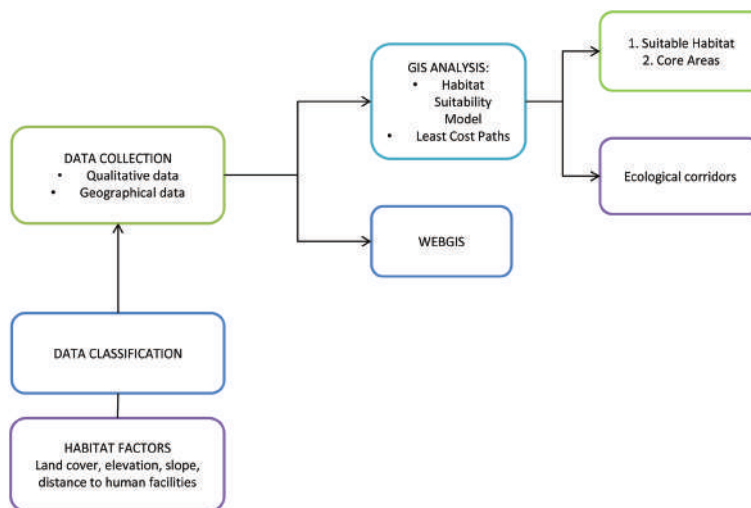 1. Suitable Habitat
2. Core Areas
GIS ANALYSIS:
• Habitat
Suitability
Model
• Least Cost Paths
DATA COLLECTION
• Qualitative data
• Geographical data
Ecological corridors
WEBGIS
DATA CLASSIFICATION
HABITAT FACTORS
Land cover, elevation, slope,
distance to human facilities